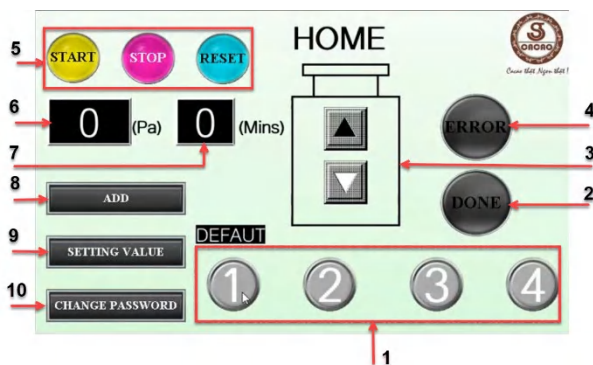 HOME
CACAO
Cacao thật, Ngon thật !
START STOP RESET
5
6
0 (Pa) 0 (Mins)
7
8
ADD
9
SETTING VALUE
10
CHANGE PASSWORD
ERROR
4
3
DONE
2
DEFAUT
1 2 3 4
1